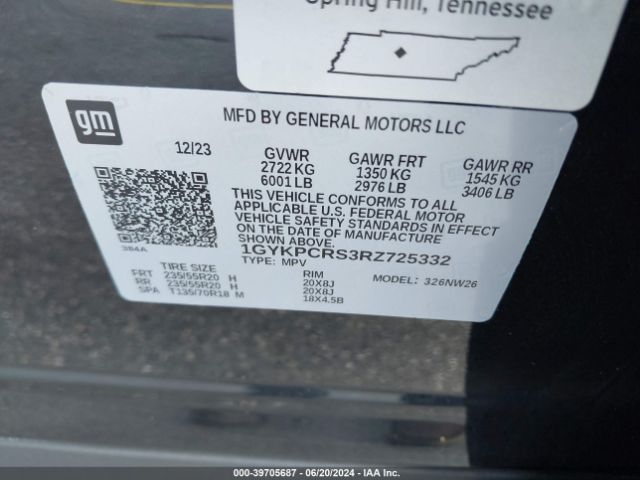 Spring Hill, Tennessee
gm
MFD BY GENERAL MOTORS LLC
12/23
GVWR
2722 KG
6001 LB
GAWR FRT
1350 KG
2976 LB
GAWR RR
1545 KG
3406 LB
THIS VEHICLE CONFORMS TO ALL
APPLICABLE U.S. FEDERAL MOTOR
VEHICLE SAFETY STANDARDS IN EFFECT
ON THE DATE OF MANUFACTURE
SHOWN ABOVE.
384A
1GYKPCRS3RZ725332
TYPE: MPV
MODEL: 326NW26
TIRE SIZE
RIM
FRT 235/55R20 H 20X8J
RR 235/55R20 H 20X8J
SPA T135/70R18 M 18X4.5B
000-39705687 - 06/20/2024 - IAA Inc.